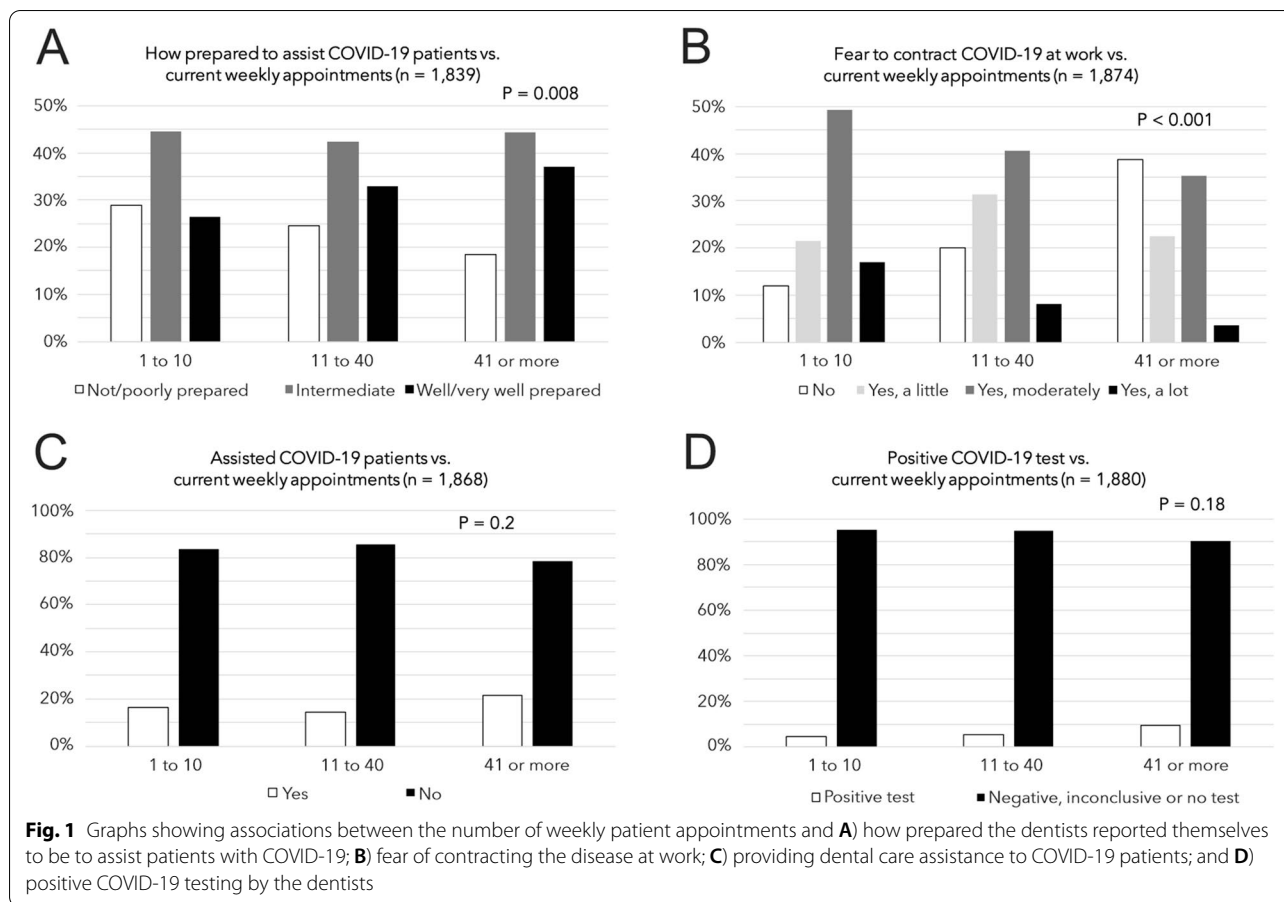 A
How prepared to assist COVID-19 patients vs.
current weekly appointments (n = 1,839)
P = 0.008
50%
40%
30%
20%
10%
0%
1 to 10
11 to 40
41 or more
Not/poorly prepared
Intermediate
Well/very well prepared
B
Fear to contract COVID-19 at work vs.
current weekly appointments (n = 1,874)
P < 0.001
50%
40%
30%
20%
10%
0%
1 to 10
11 to 40
41 or more
No
Yes, a little
Yes, moderately
Yes, a lot
C
Assisted COVID-19 patients vs.
current weekly appointments (n = 1,868)
P = 0.2
100%
80%
60%
40%
20%
0%
1 to 10
11 to 40
41 or more
Yes
No
D
Positive COVID-19 test vs.
current weekly appointments (n = 1,880)
P = 0.18
100%
80%
60%
40%
20%
0%
1 to 10
11 to 40
41 or more
Positive test
Negative, inconclusive or no test
Fig. 1 Graphs showing associations between the number of weekly patient appointments and A) how prepared the dentists reported themselves
to be to assist patients with COVID-19; B) fear of contracting the disease at work; C) providing dental care assistance to COVID-19 patients; and D)
positive COVID-19 testing by the dentists